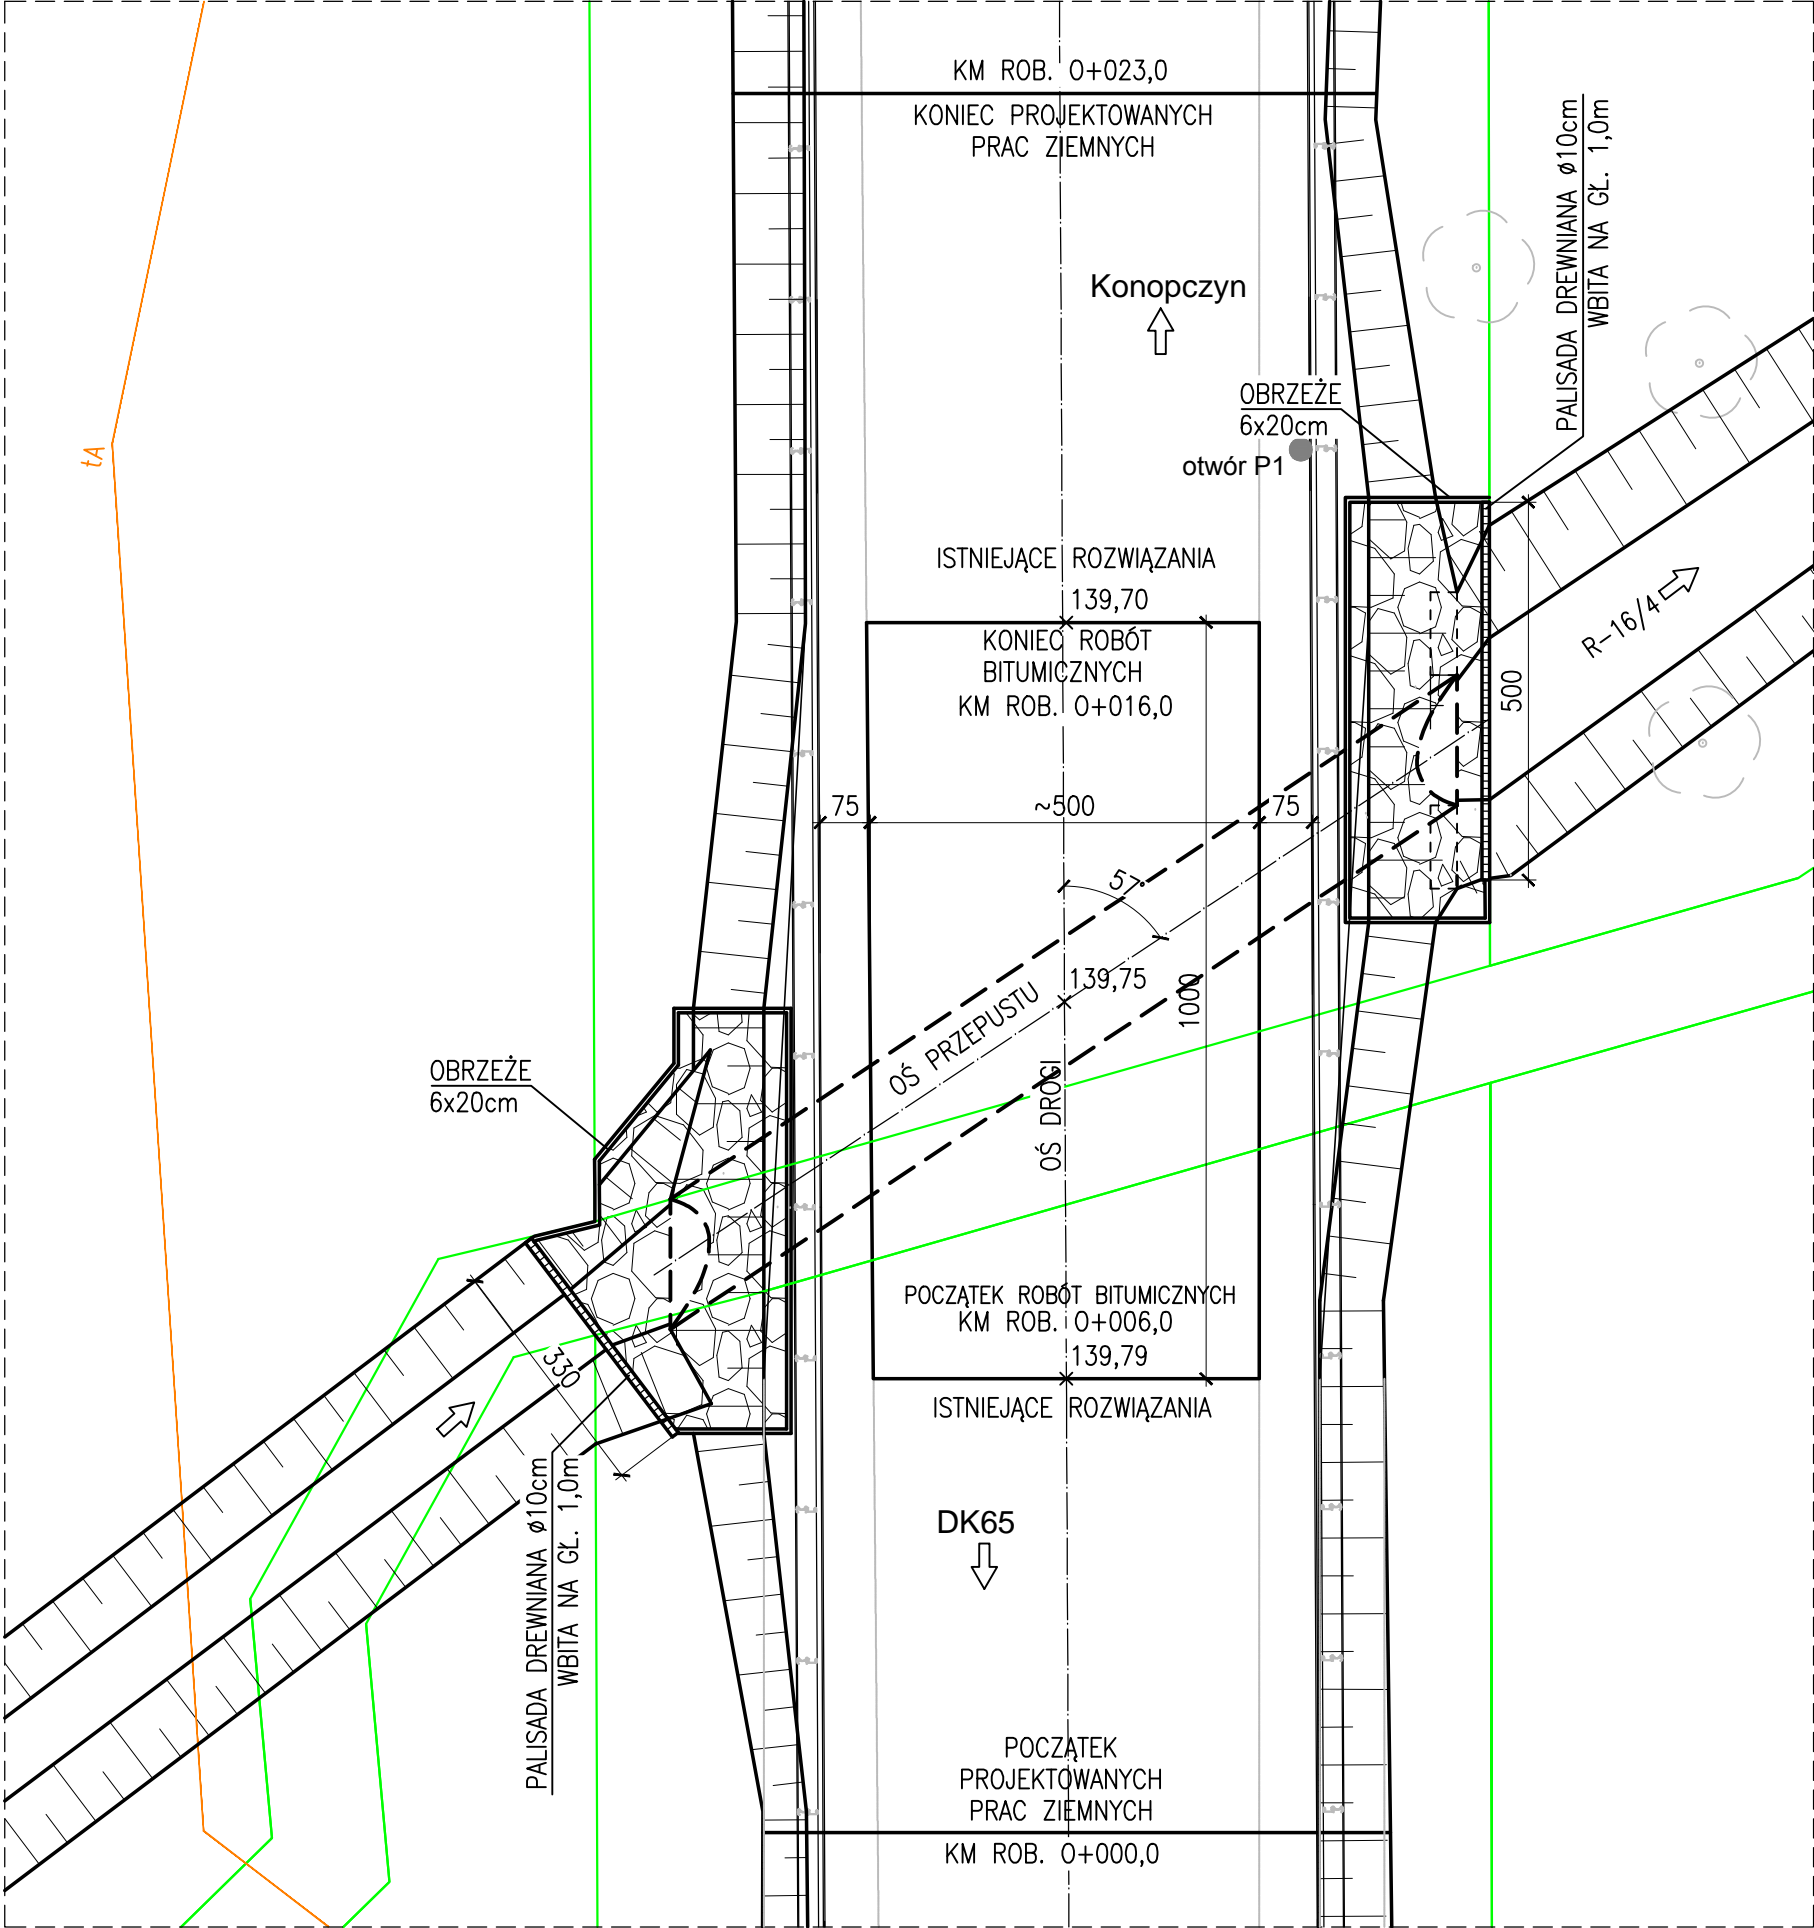 KM ROB. 0+023,0
KONIEC PROJEKTOWANYCH
PRAC ZIEMNYCH
PALISADA DREWNIANA ø10cm
WBITA NA GŁ. 1,0m
Konopczyn
OBRZEŻE
6x20cm
otwór P1
tA
ISTNIEJĄCE ROZWIĄZANIA
139,70
KONIEC ROBÓT
BITUMICZNYCH
KM ROB. 0+016,0
R-16/4
500
75
~500
75
57°
139,75
1000
OŚ PRZEPUSTU
OŚ DROGI
OBRZEŻE
6x20cm
POCZĄTEK ROBÓT BITUMICZNYCH
KM ROB. 0+006,0
139,79
ISTNIEJĄCE ROZWIĄZANIA
330
PALISADA DREWNIANA ø10cm
WBITA NA GŁ. 1,0m
DK65
POCZĄTEK
PROJEKTOWANYCH
PRAC ZIEMNYCH
KM ROB. 0+000,0